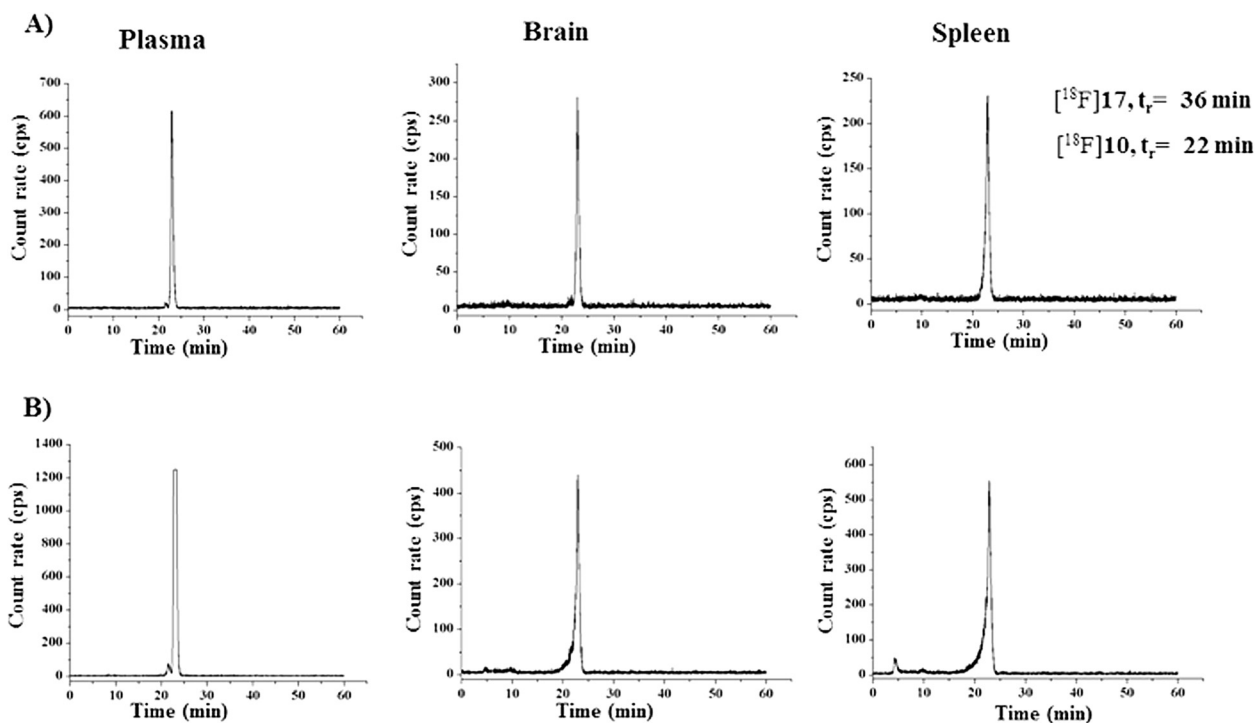 A)
Plasma
Brain
Spleen
[¹⁸F]17, tᵣ= 36 min
[¹⁸F]10, tᵣ= 22 min
Count rate (cps)
700
600
500
400
300
200
100
0
0 10 20 30 40 50 60
Time (min)
Count rate (cps)
300
250
200
150
100
50
0
0 10 20 30 40 50 60
Time (min)
Count rate (cps)
250
200
150
100
50
0
0 10 20 30 40 50 60
Time (min)
B)
Count rate (cps)
1400
1200
1000
800
600
400
200
0
0 10 20 30 40 50 60
Time (min)
Count rate (cps)
500
400
300
200
100
0
0 10 20 30 40 50 60
Time (min)
Count rate (cps)
600
500
400
300
200
100
0
0 10 20 30 40 50 60
Time (min)